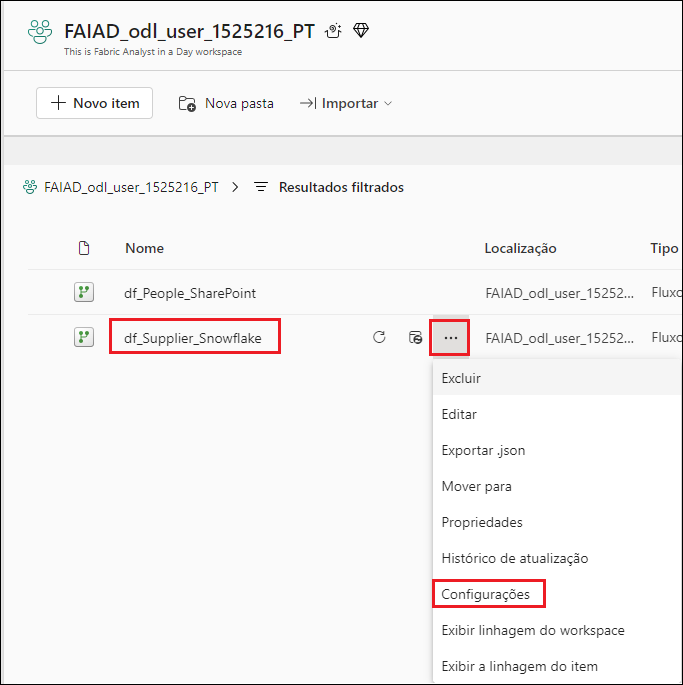 FAIAD_odl_user_1525216_PT
This is Fabric Analyst in a Day workspace
Novo item Nova pasta Importar
FAIAD_odl_user_1525216_PT > Resultados filtrados
Nome Localização Tipo
df_People_SharePoint FAIAD_odl_user_15252... Fluxo
df_Supplier_Snowflake ... FAIAD_odl_user_15252... Fluxo
Excluir
Editar
Exportar .json
Mover para
Propriedades
Histórico de atualização
Configurações
Exibir linhagem do workspace
Exibir a linhagem do item